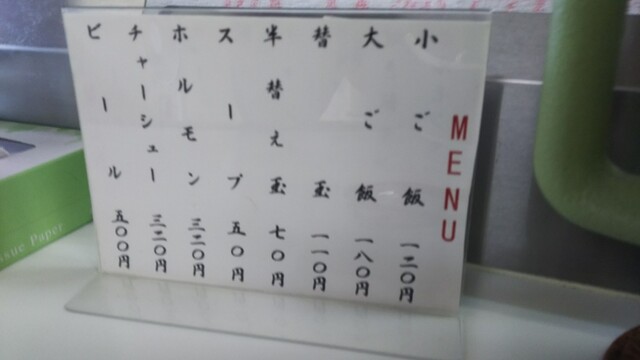 MENU
小ご飯 一二〇円
大ご飯 一八〇円
替玉 一一〇円
半替え玉 七〇円
スープ 五〇円
ホルモン 三二〇円
チャーシュー 三二〇円
ビール 五〇〇円
ssue Paper